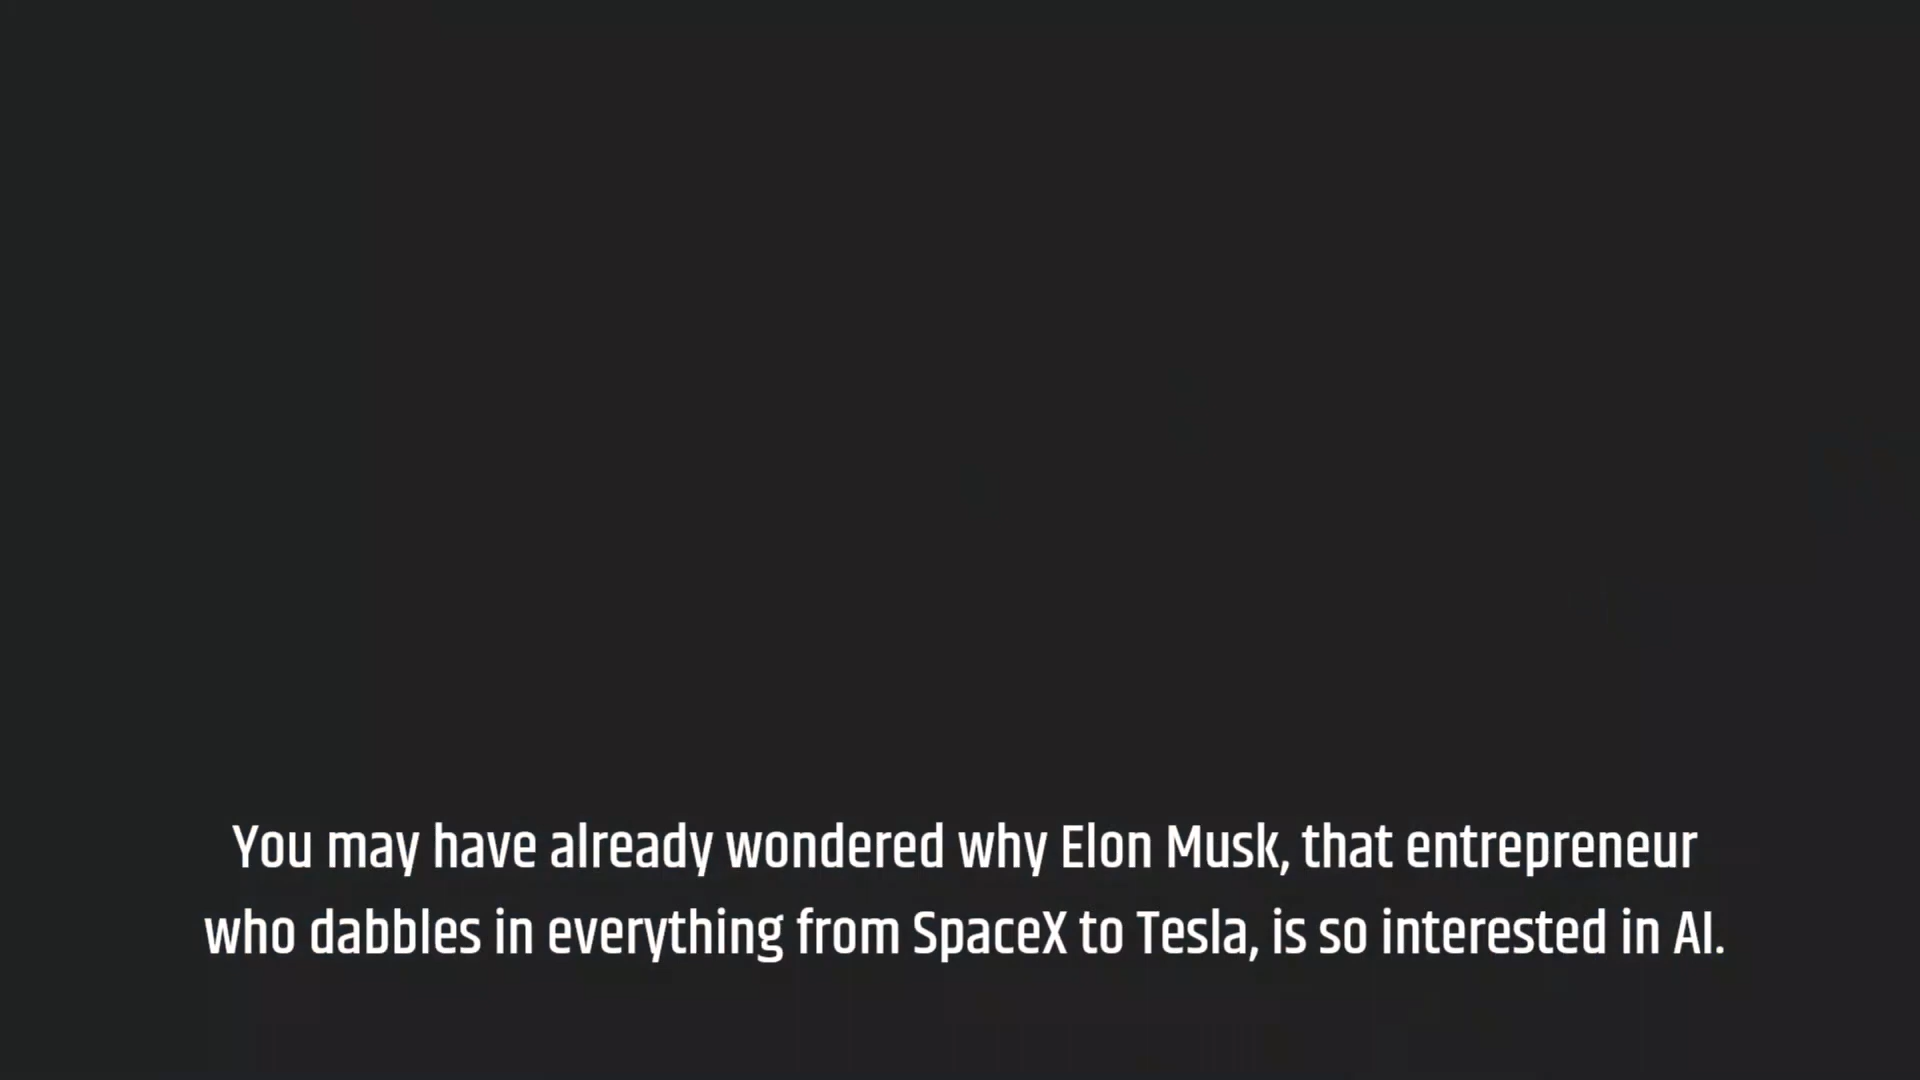 You may have already wondered why Elon Musk, that entrepreneur
who dabbles in everything from SpaceX to Tesla, is so interested in AI.